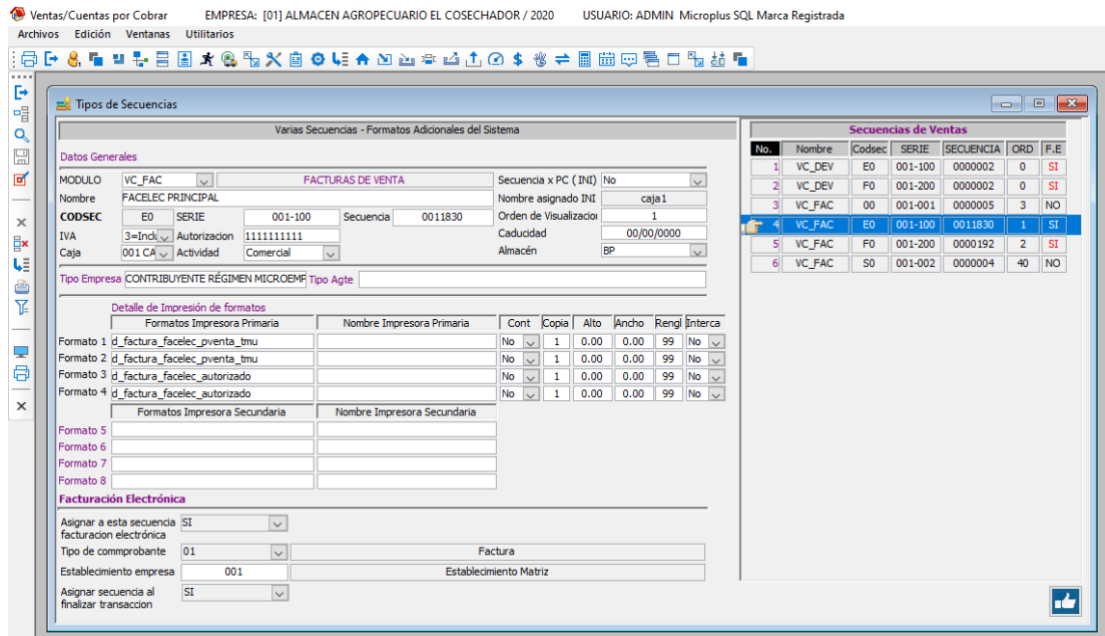 Ventas/Cuentas por Cobrar EMPRESA: [01] ALMACEN AGROPECUARIO EL COSECHADOR / 2020 USUARIO: ADMIN Microplus SQL Marca Registrada
Archivos Edición Ventanas Utilitarios
Tipos de Secuencias
Varias Secuencias - Formatos Adicionales del Sistema
Datos Generales
MODULO VC_FAC FACTURAS DE VENTA Secuencia x PC ( INI) No
Nombre FACELEC PRINCIPAL Nombre asignado INI caja1
CODSEC E0 SERIE 001-100 Secuencia 0011830 Orden de Visualizacion 1
IVA 3=Inclu Autorizacion 1111111111 Caducidad 00/00/0000
Caja 001 CA Actividad Comercial Almacén BP
Tipo Empresa CONTRIBUYENTE RÉGIMEN MICROEMP Tipo Agte
Detalle de Impresión de formatos
Formatos Impresora Primaria Nombre Impresora Primaria Cont Copia Alto Ancho Rengl Interca
Formato 1 d_factura_facelec_pventa_tmu No 1 0.00 0.00 99 No
Formato 2 d_factura_facelec_pventa_tmu No 1 0.00 0.00 99 No
Formato 3 d_factura_facelec_autorizado No 1 0.00 0.00 99 No
Formato 4 d_factura_facelec_autorizado No 1 0.00 0.00 99 No
Formatos Impresora Secundaria Nombre Impresora Secundaria
Formato 5
Formato 6
Formato 7
Formato 8
Facturación Electrónica
Asignar a esta secuencia SI
facturacion electrónica
Tipo de commprobante 01 Factura
Establecimiento empresa 001 Establecimiento Matriz
Asignar secuencia al SI
finalizar transaccion
Secuencias de Ventas
No. Nombre Codsec SERIE SECUENCIA ORD F.E
1 VC_DEV E0 001-100 0000002 0 SI
2 VC_DEV F0 001-200 0000002 0 SI
3 VC_FAC 00 001-001 0000005 3 NO
4 VC_FAC E0 001-100 0011830 1 SI
5 VC_FAC F0 001-200 0000192 2 SI
6 VC_FAC S0 001-002 0000004 40 NO